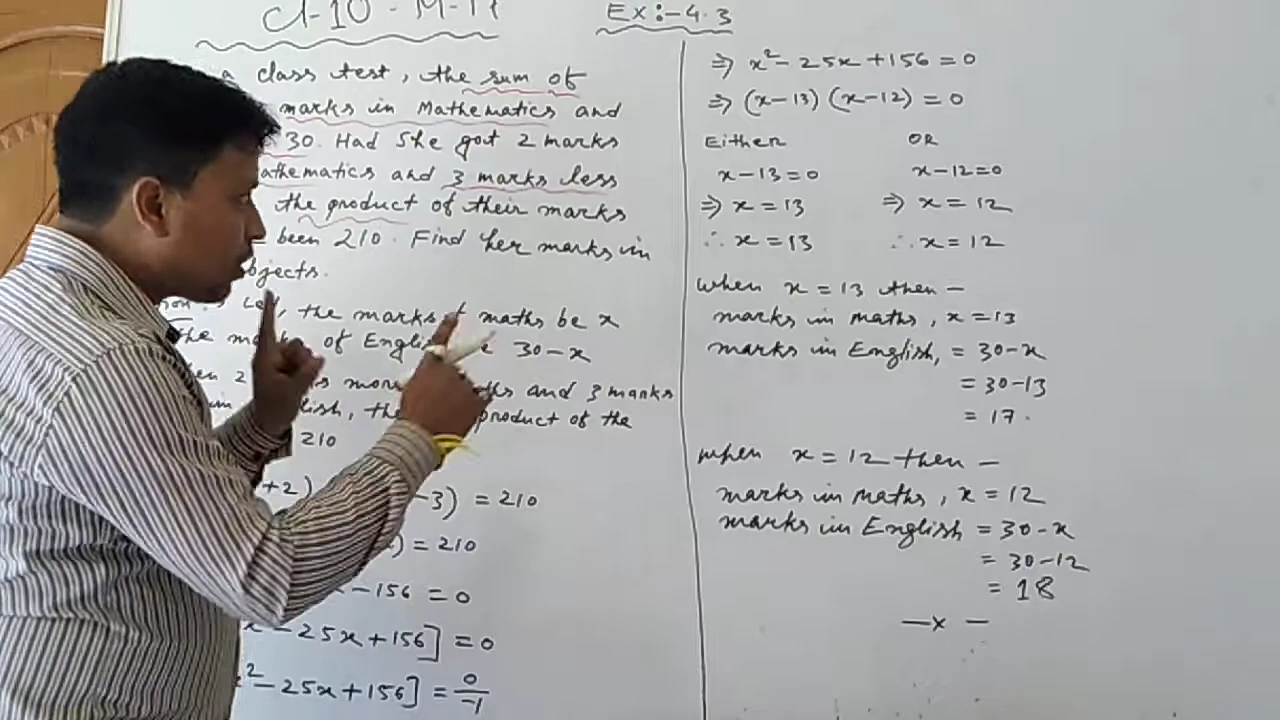 Cl-10
Ex:-4.3
a class test, the sum of
marks in Mathematics and
30. Had She got 2 marks
athematics and 3 marks less
the product of their marks
been 210. Find her marks in
bjects.
Let, the marks maths be x
the of 30-x
2 and 3 marks
product of the
210
+2) -3) = 210
) = 210
-156 = 0
- 25x + 156] = 0
²- 25x + 156] = 0/-1
⇒ x² - 25x + 156 = 0
⇒ (x-13) (x-12) = 0
Either OR
x-13=0 x-12=0
⇒ x = 13 ⇒ x = 12
∴ x = 13 ∴ x = 12
when x = 13 then -
marks in maths, x = 13
marks in English, = 30-x
= 30-13
= 17.
when x = 12 then -
marks in maths, x = 12
marks in English = 30-x
= 30-12
= 18
—x—